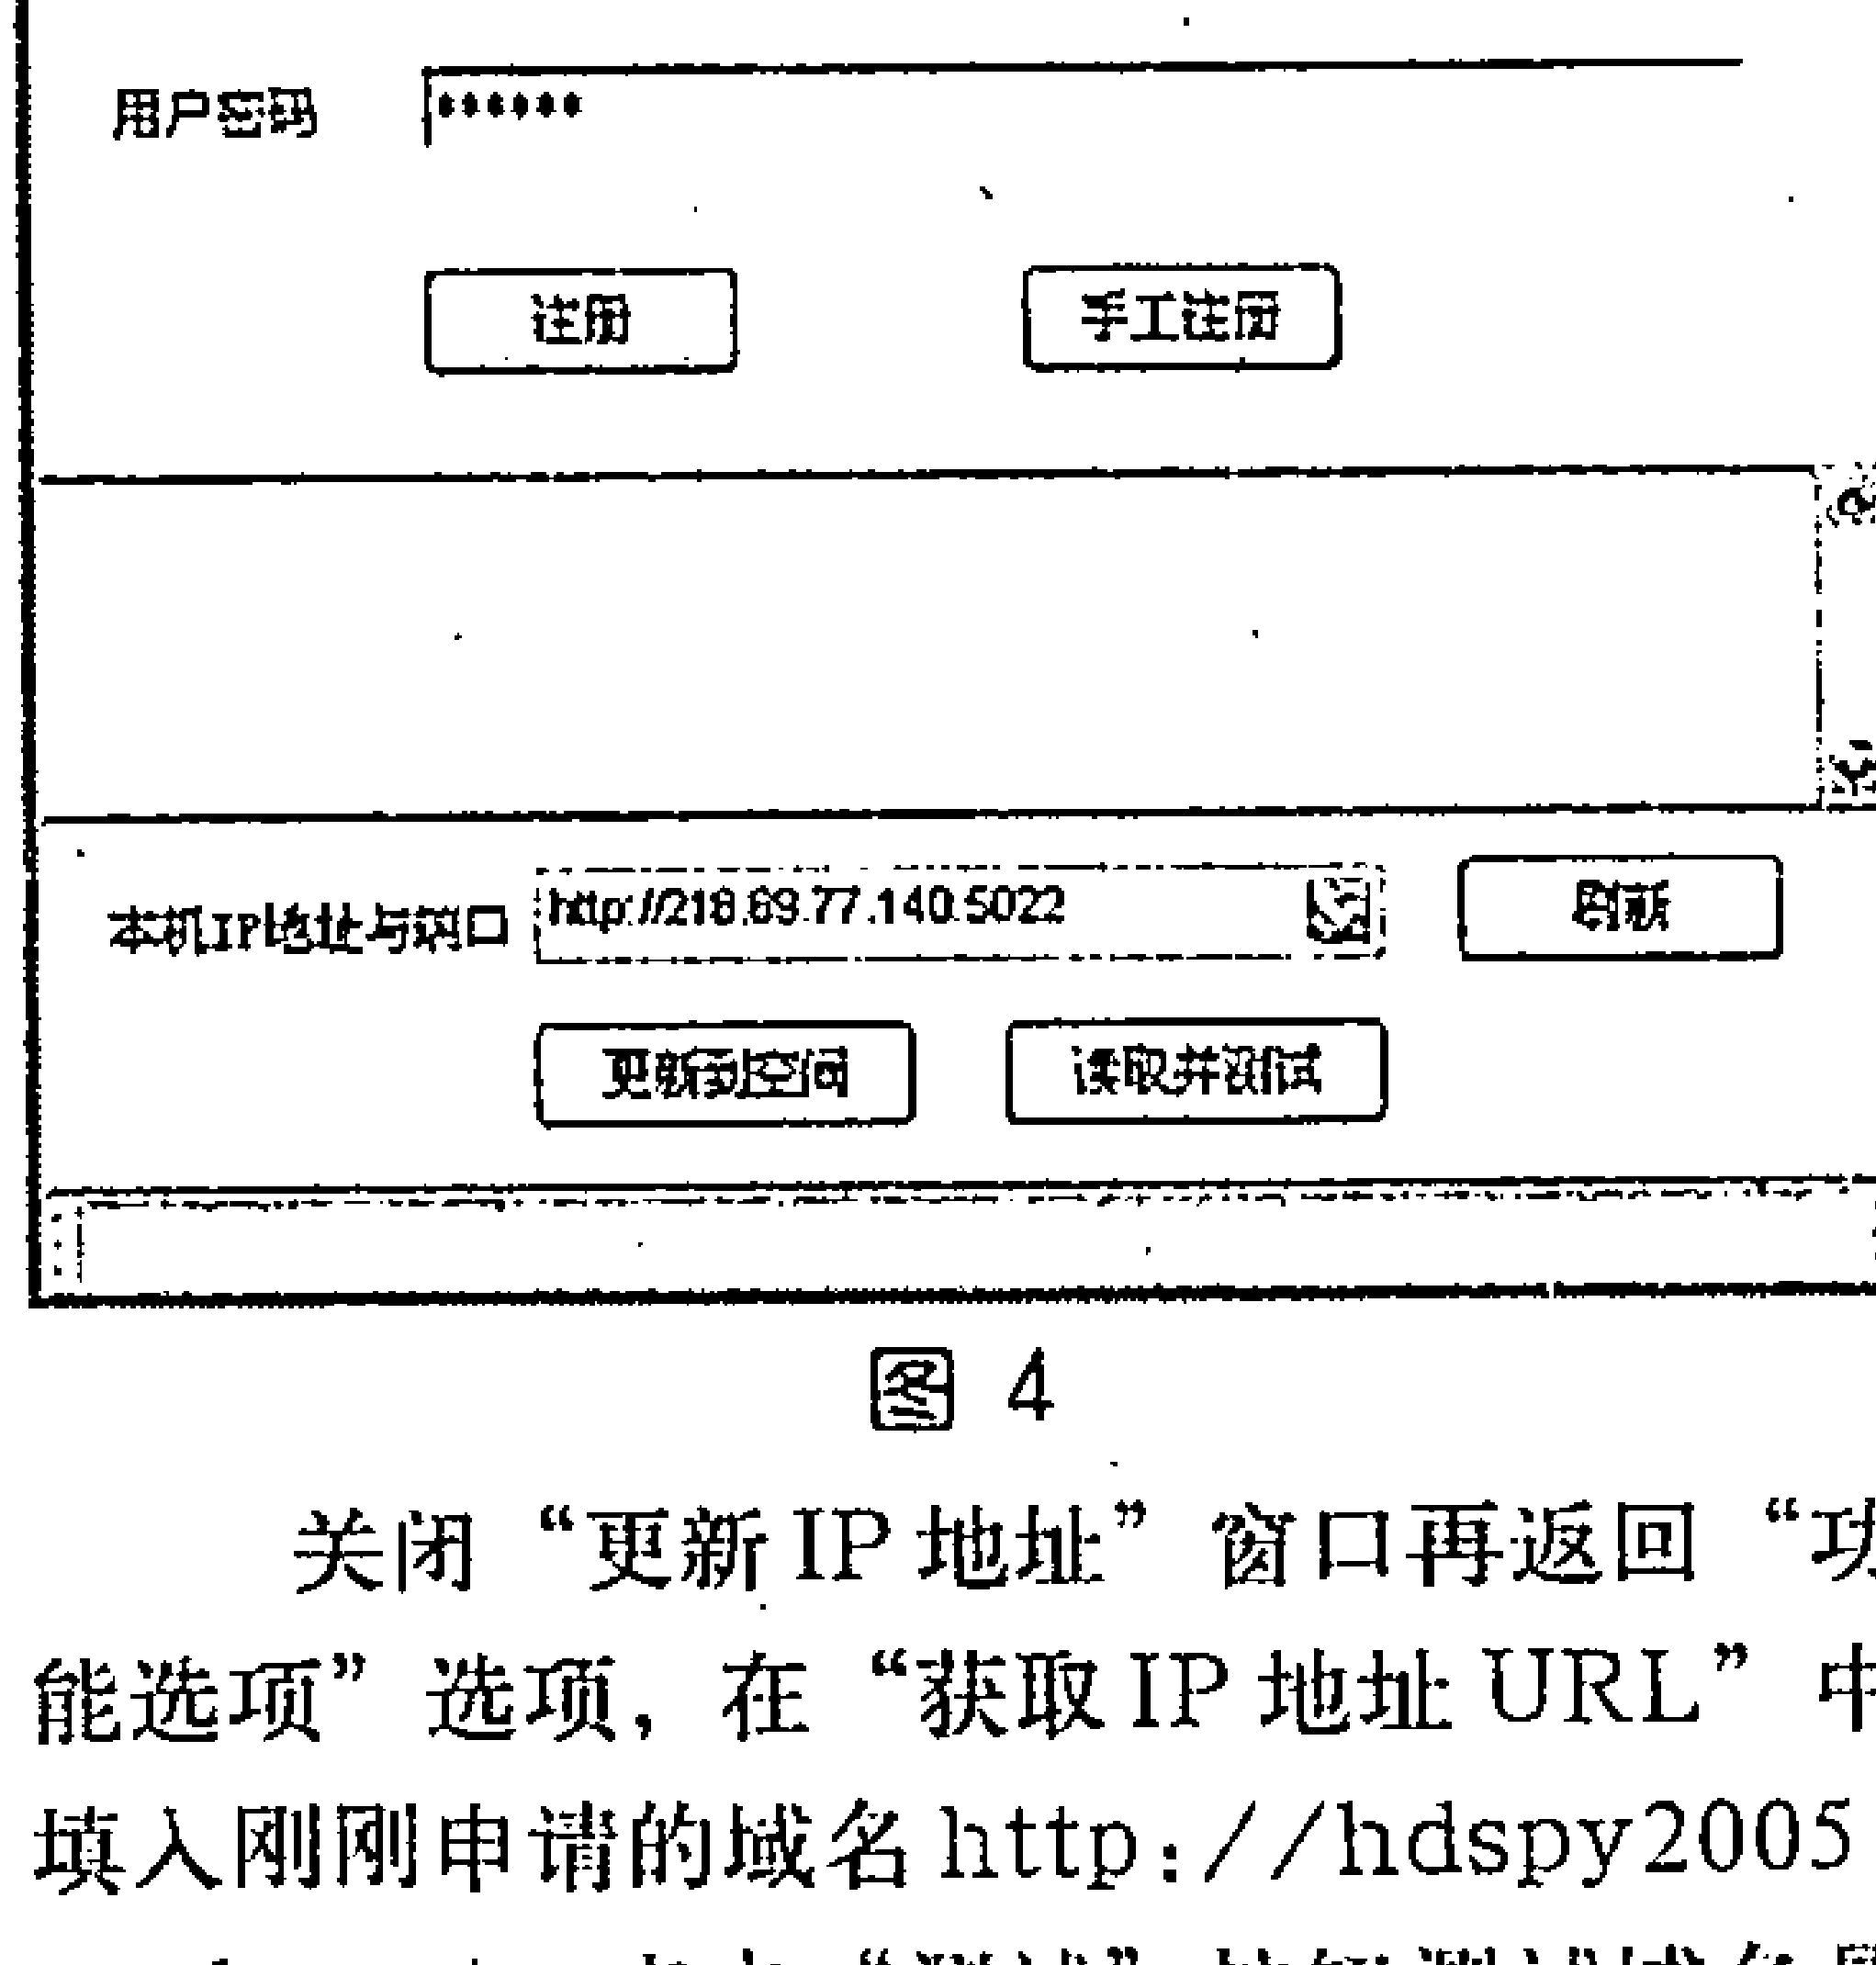 用户密码 ******
注册 手工注册
本机IP地址与端口 http://218.69.77.140:5022 刷新
更新到空间 读取并测试
图 4
关闭“更新IP地址”窗口再返回“功
能选项”选项，在“获取IP地址URL”中
填入刚刚申请的域名http://hdspy2005
“测试”